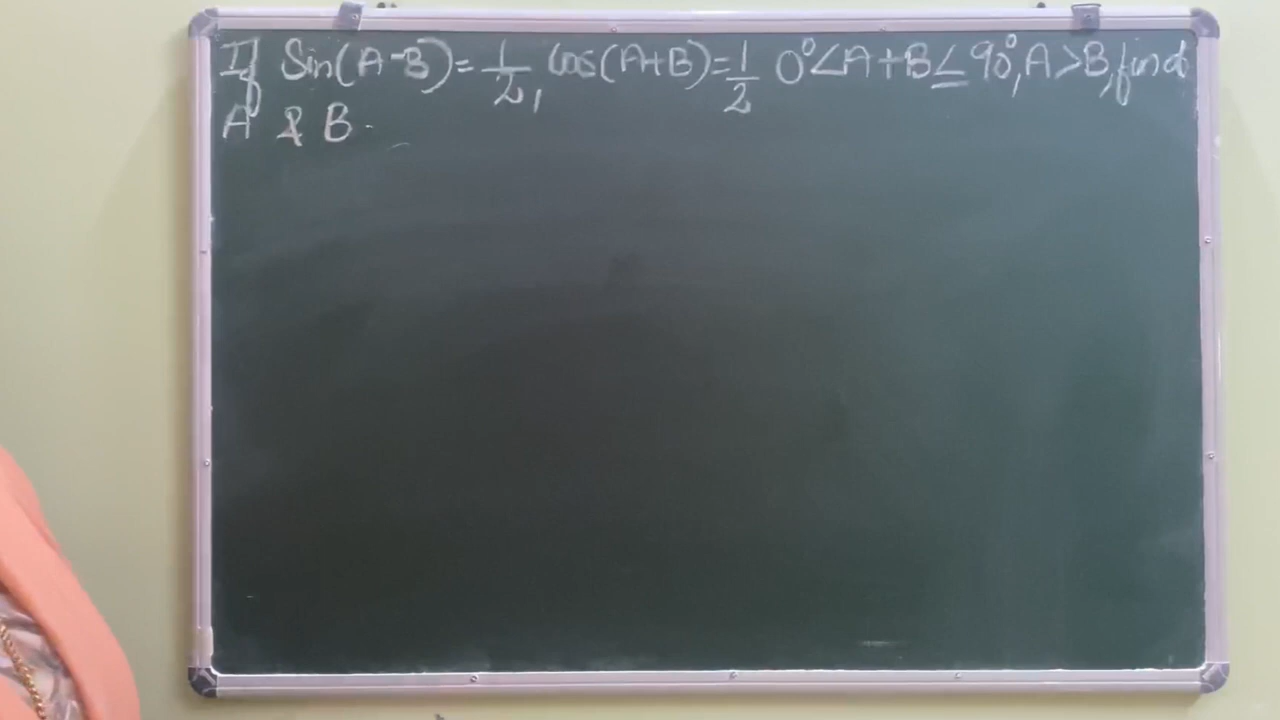 If Sin(A-B)=1/2, cos(A+B)=1/2 0°<A+B≤90°, A>B, find
A & B.